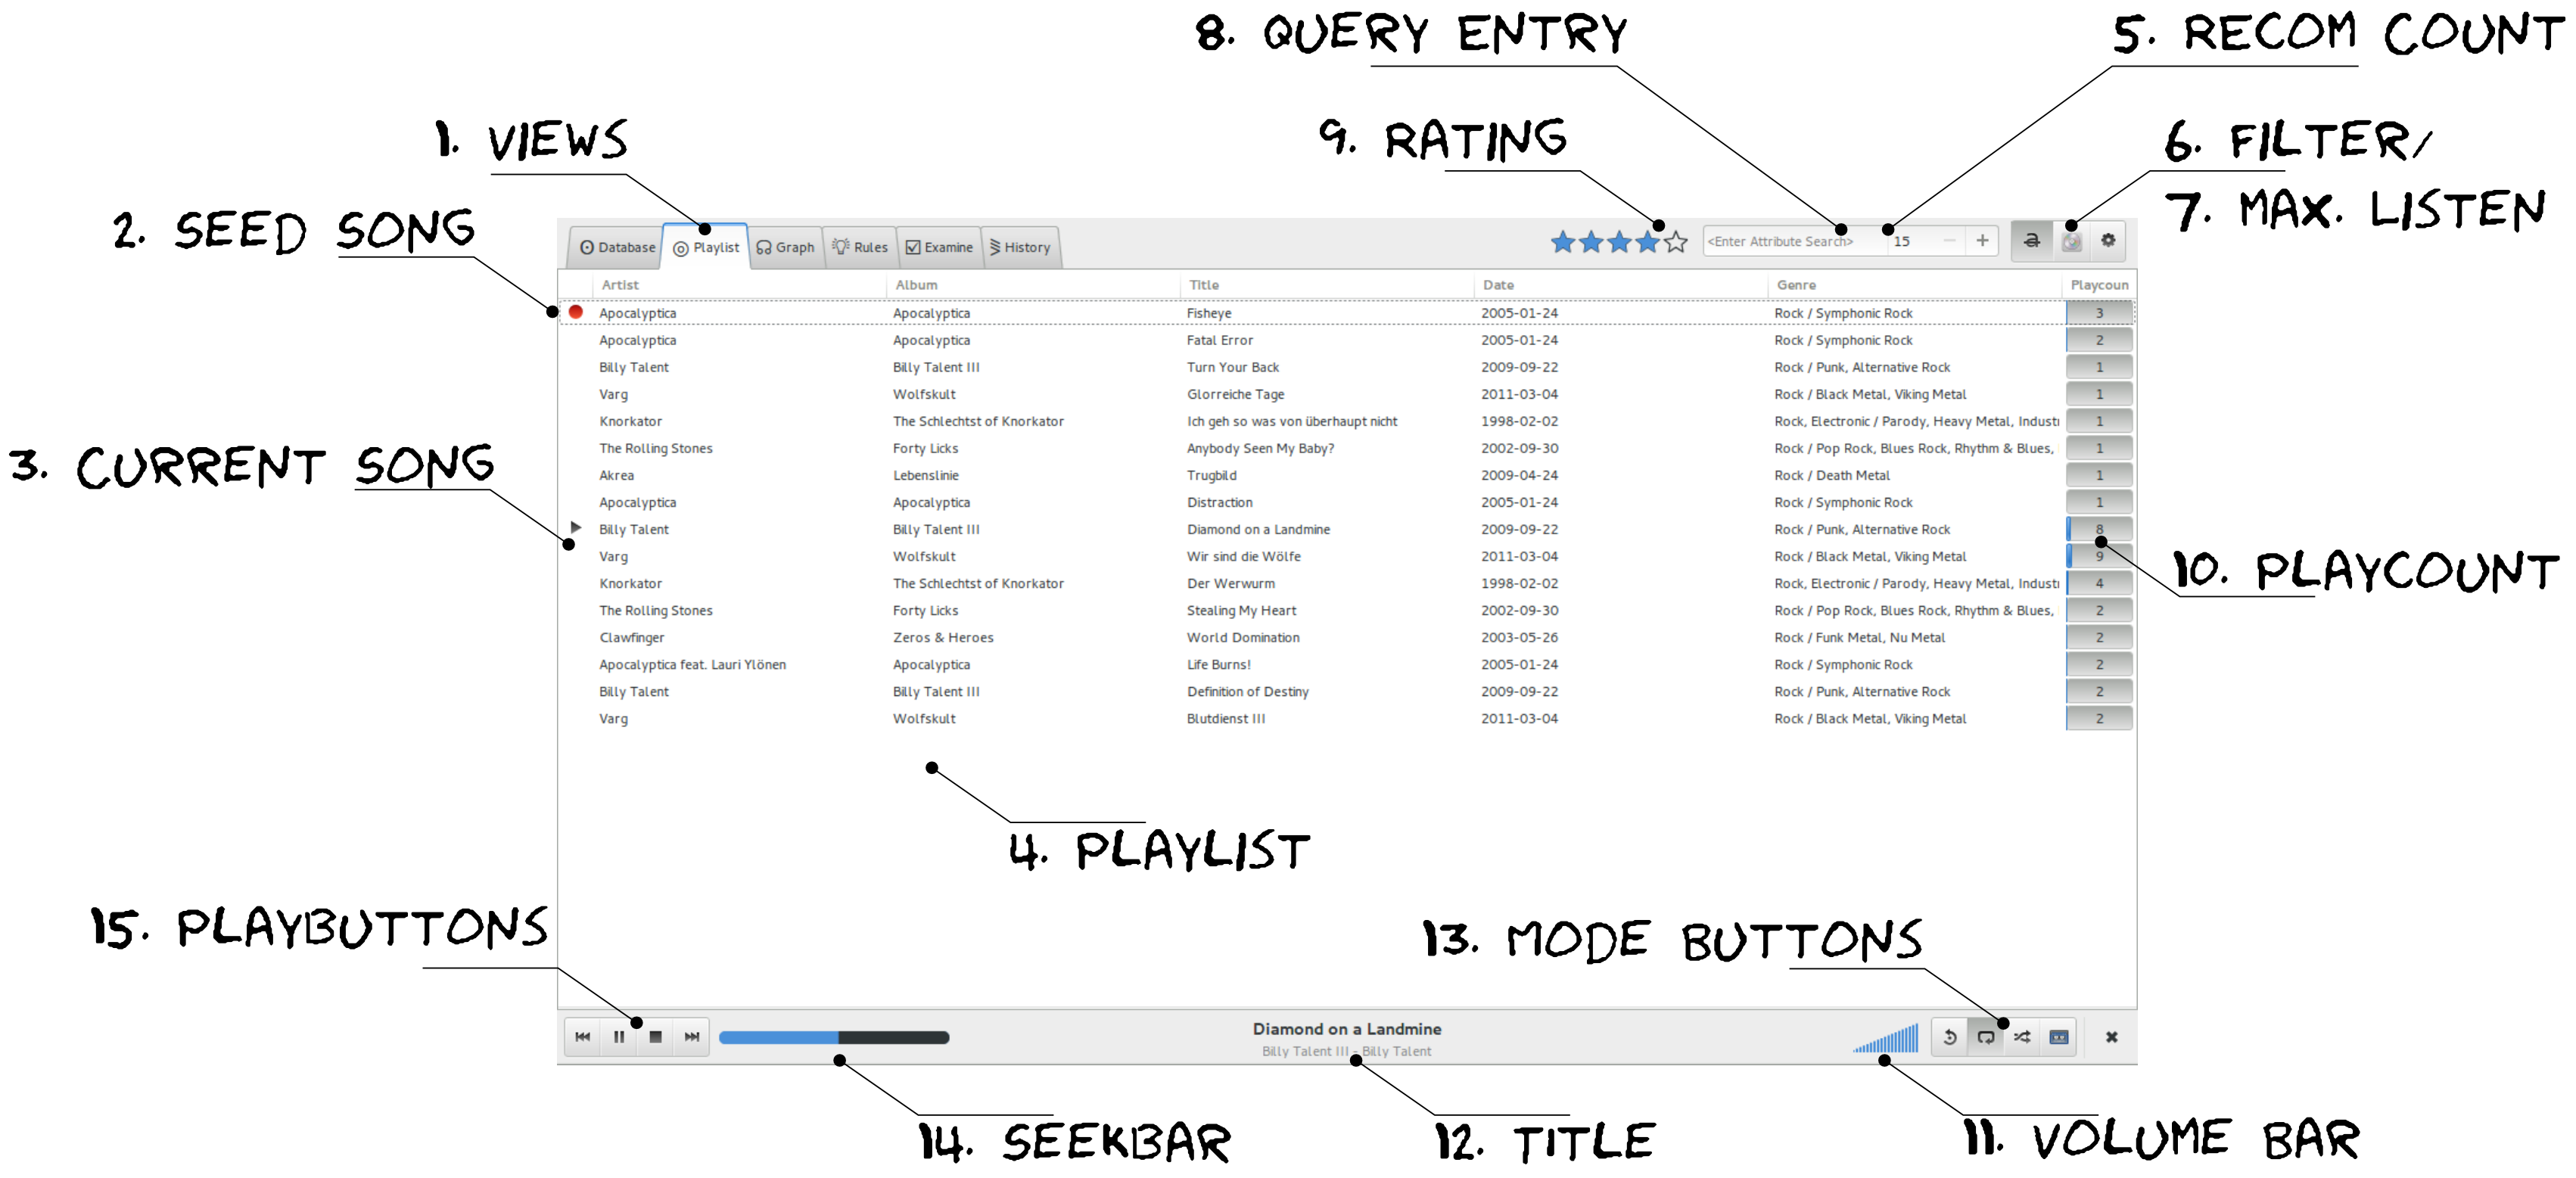 8. QUERY ENTRY
5. RECOM COUNT
1. VIEWS
9. RATING
6. FILTER/
7. MAX. LISTEN
2. SEED SONG
Database Playlist Graph Rules Examine History <Enter Attribute Search> 15
Artist Album Title Date Genre Playcoun
Apocalyptica Apocalyptica Fisheye 2005-01-24 Rock / Symphonic Rock 3
Apocalyptica Apocalyptica Fatal Error 2005-01-24 Rock / Symphonic Rock 2
Billy Talent Billy Talent III Turn Your Back 2009-09-22 Rock / Punk, Alternative Rock 1
Varg Wolfskult Glorreiche Tage 2011-03-04 Rock / Black Metal, Viking Metal 1
Knorkator The Schlechtst of Knorkator Ich geh so was von überhaupt nicht 1998-02-02 Rock, Electronic / Parody, Heavy Metal, Industr 1
The Rolling Stones Forty Licks Anybody Seen My Baby? 2002-09-30 Rock / Pop Rock, Blues Rock, Rhythm & Blues, 1
3. CURRENT SONG
Akrea Lebenslinie Trugbild 2009-04-24 Rock / Death Metal 1
Apocalyptica Apocalyptica Distraction 2005-01-24 Rock / Symphonic Rock 1
Billy Talent Billy Talent III Diamond on a Landmine 2009-09-22 Rock / Punk, Alternative Rock 8
Varg Wolfskult Wir sind die Wölfe 2011-03-04 Rock / Black Metal, Viking Metal 9
10. PLAYCOUNT
Knorkator The Schlechtst of Knorkator Der Werwurm 1998-02-02 Rock, Electronic / Parody, Heavy Metal, Industr 4
The Rolling Stones Forty Licks Stealing My Heart 2002-09-30 Rock / Pop Rock, Blues Rock, Rhythm & Blues, 2
Clawfinger Zeros & Heroes World Domination 2003-05-26 Rock / Funk Metal, Nu Metal 2
Apocalyptica feat. Lauri Ylönen Apocalyptica Life Burns! 2005-01-24 Rock / Symphonic Rock 2
Billy Talent Billy Talent III Definition of Destiny 2009-09-22 Rock / Punk, Alternative Rock 2
Varg Wolfskult Blutdienst III 2011-03-04 Rock / Black Metal, Viking Metal 2
4. PLAYLIST
15. PLAYBUTTONS
13. MODE BUTTONS
Diamond on a Landmine
Billy Talent III - Billy Talent
14. SEEKBAR
12. TITLE
11. VOLUME BAR